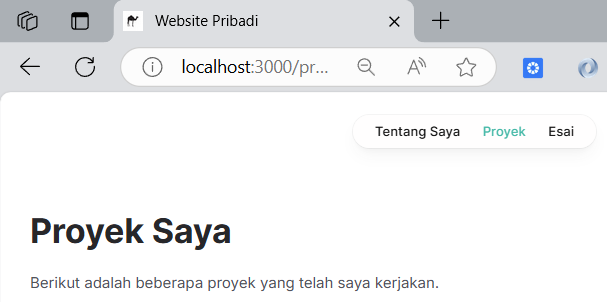 Website Pribadi
localhost:3000/pr...
Tentang Saya Proyek Esai
Proyek Saya
Berikut adalah beberapa proyek yang telah saya kerjakan.